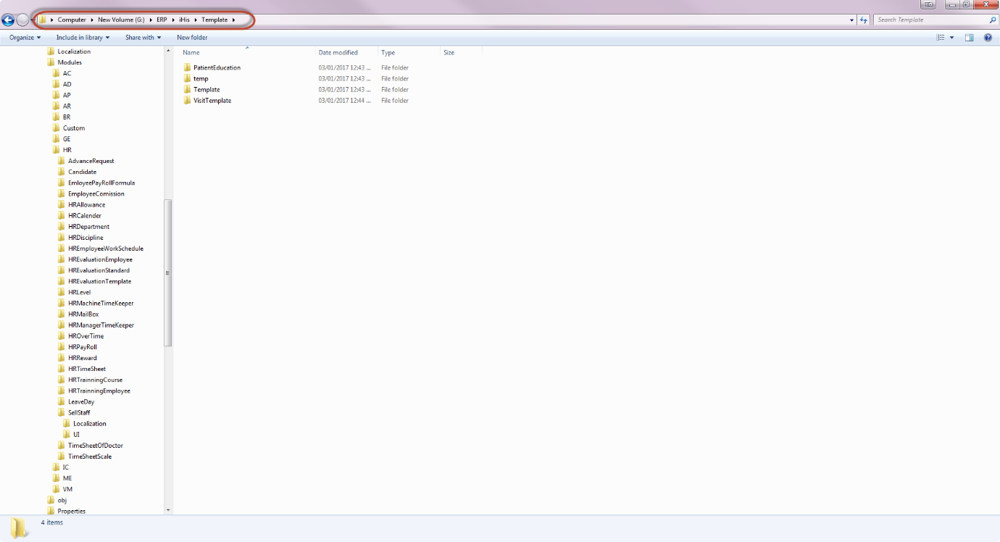 Computer New Volume (G:) ERP iHis Template
Search Template
Organize Include in library Share with New folder
Localization
Modules
AC
AD
AP
AR
BR
Custom
GE
HR
AdvanceRequest
Candidate
EmloyeePayRollFormula
EmployeeComission
HRAllowance
HRCalender
HRDepartment
HRDiscipline
HREmployeeWorkSchedule
HREvaluationEmployee
HREvaluationStandard
HREvaluationTemplate
HRLevel
HRMachineTimeKeeper
HRMailBox
HRManagerTimeKeeper
HROverTime
HRPayRoll
HRReward
HRTimeSheet
HRTrainningCourse
HRTranningEmployee
LeaveDay
SellStaff
Localization
UI
TimeSheetOfDoctor
TimeSheetScale
IC
ME
VM
obj
Properties
Name Date modified Type Size
PatientEducation 03/01/2017 12:43 ... File folder
temp 03/01/2017 12:43 ... File folder
Template 03/01/2017 12:43 ... File folder
VisitTemplate 03/01/2017 12:44 ... File folder
4 items